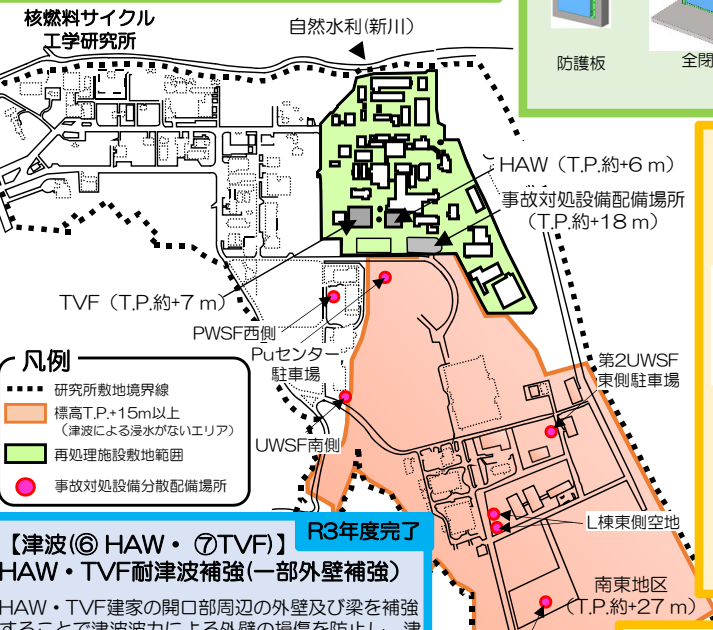 核燃料サイクル
工学研究所
自然水利(新川)
防護板
全閉
HAW（T.P.約+6 m）
事故対処設備配備場所
(T.P.約+18 m）
TVF（T.P.約+7 m）
PWSF西側
Puセンター
駐車場
UWSF南側
第2UWSF
東側駐車場
L棟東側空地
南東地区
(T.P.約+27 m）
凡例
研究所敷地境界線
標高T.P.+15m以上
（津波による浸水がないエリア）
再処理施設敷地範囲
事故対処設備分散配備場所
R3年度完了
【津波(⑥ HAW・ ⑦TVF)】
HAW・TVF耐津波補強(一部外壁補強）
HAW・TVF建家の開口部周辺の外壁及び梁を補強
することで津波波力による外壁の損傷を防止し、津